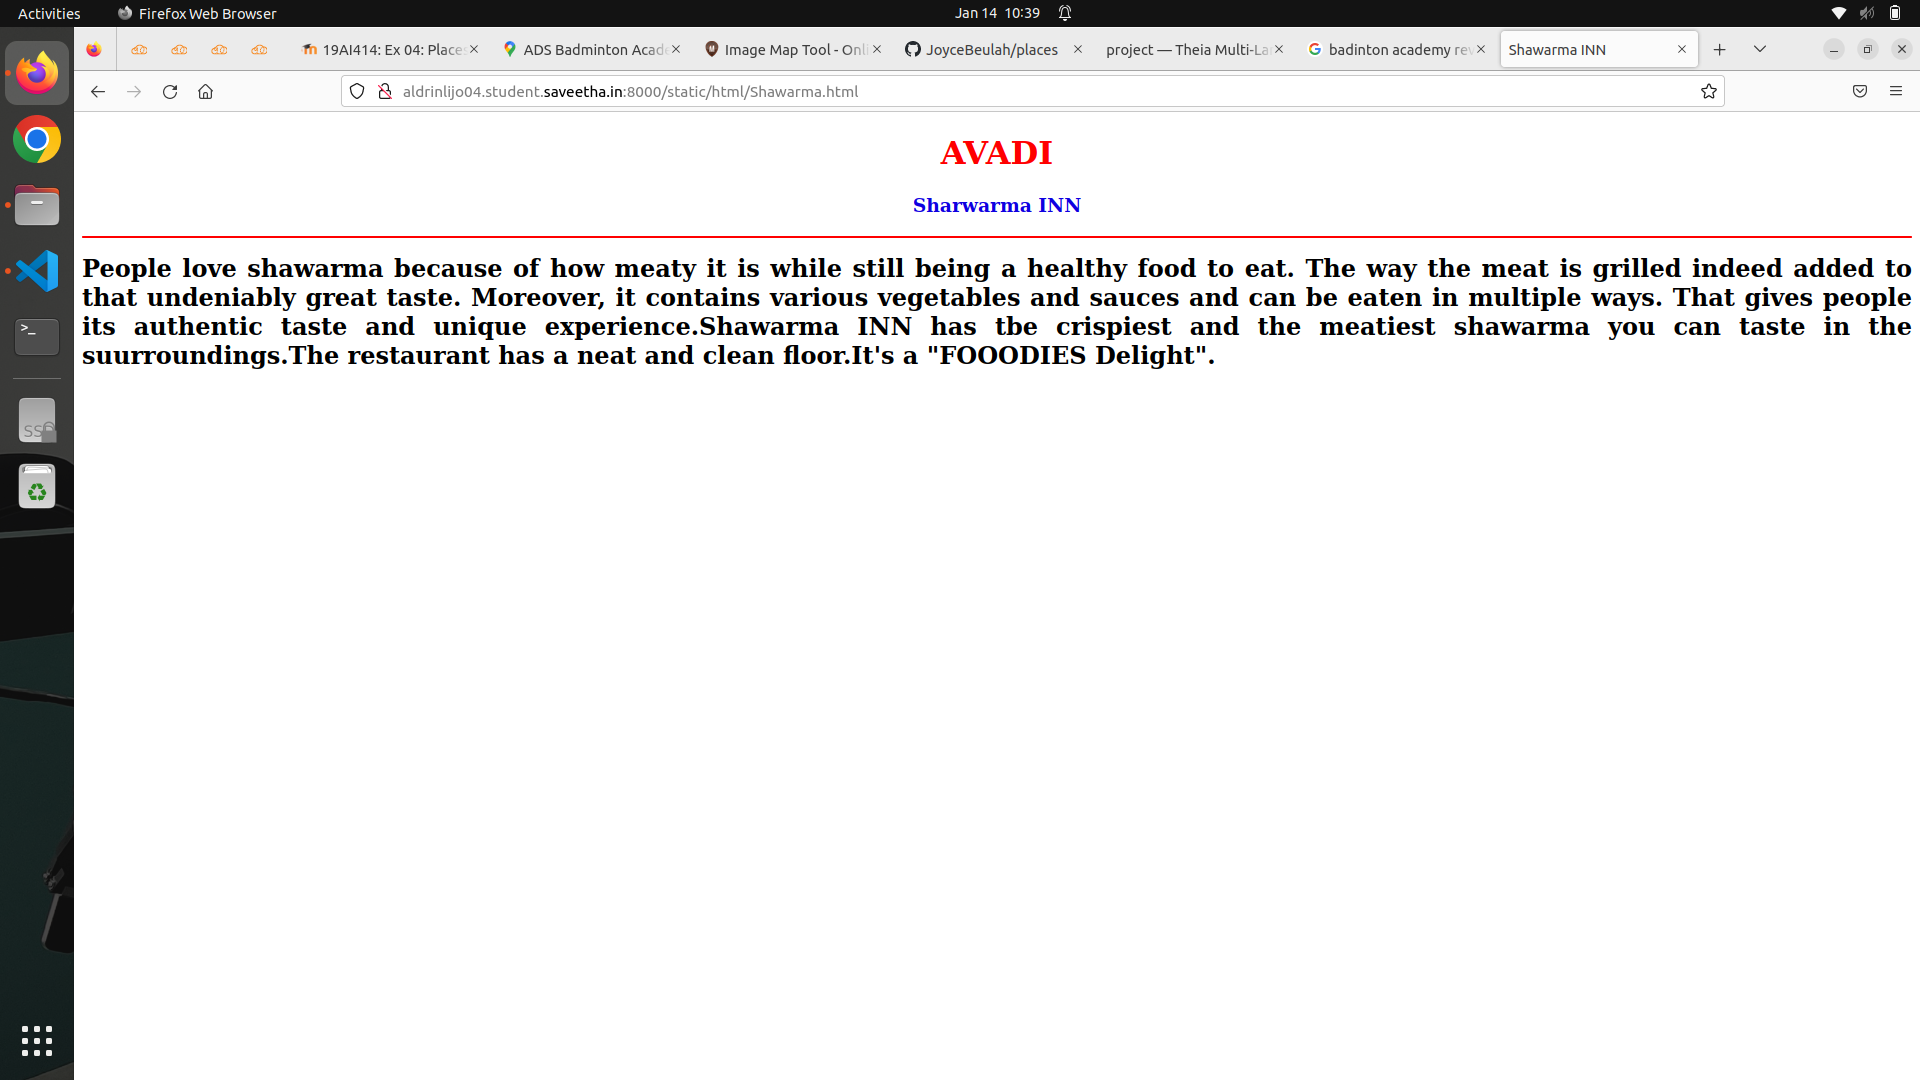 Activities Firefox Web Browser Jan 14 10:39
19AI414: Ex 04: Places ADS Badminton Acade Image Map Tool - Onli JoyceBeulah/places project — Theia Multi-La badinton academy rev Shawarma INN
aldrinlijo04.student.saveetha.in:8000/static/html/Shawarma.html
AVADI
Sharwarma INN
People love shawarma because of how meaty it is while still being a healthy food to eat. The way the meat is grilled indeed added to
that undeniably great taste. Moreover, it contains various vegetables and sauces and can be eaten in multiple ways. That gives people
its authentic taste and unique experience.Shawarma INN has tbe crispiest and the meatiest shawarma you can taste in the
suurroundings.The restaurant has a neat and clean floor.It's a "FOOODIES Delight".
>_